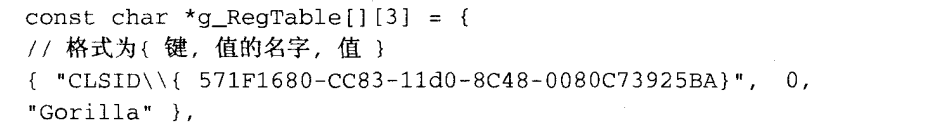 const char *g_RegTable[][3] = {
// 格式为{ 键, 值的名字, 值 }
{ "CLSID\\{ 571F1680-CC83-11d0-8C48-0080C73925BA}", 0,
"Gorilla" },